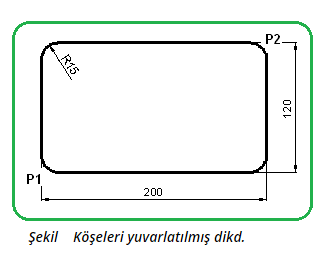 P2
R15
120
P1
200
Şekil Köşeleri yuvarlatılmış dikd.